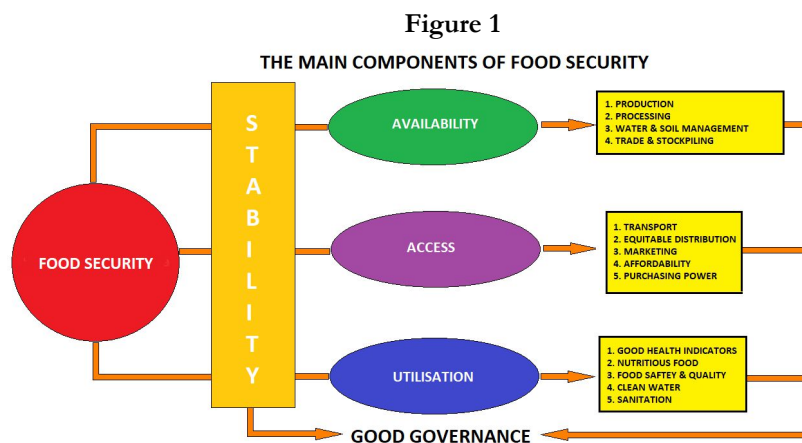 Figure 1
THE MAIN COMPONENTS OF FOOD SECURITY
FOOD SECURITY
STABILITY
AVAILABILITY
1. PRODUCTION
2. PROCESSING
3. WATER & SOIL MANAGEMENT
4. TRADE & STOCKPILING
ACCESS
1. TRANSPORT
2. EQUITABLE DISTRIBUTION
3. MARKETING
4. AFFORDABILITY
5. PURCHASING POWER
UTILISATION
1. GOOD HEALTH INDICATORS
2. NUTRITIOUS FOOD
3. FOOD SAFTEY & QUALITY
4. CLEAN WATER
5. SANITATION
GOOD GOVERNANCE